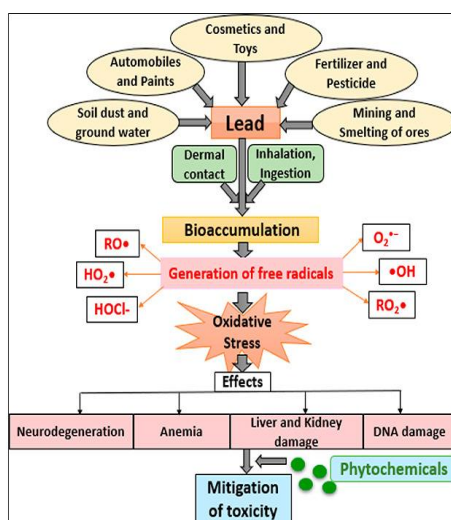 Cosmetics and
Toys
Automobiles
and Paints
Fertilizer and
Pesticide
Soil dust and
ground water
Lead
Mining and
Smelting of ores
Dermal
contact
Inhalation,
Ingestion
Bioaccumulation
RO•
O₂•−
HO₂•
Generation of free radicals
•OH
HOCl-
RO₂•
Oxidative
Stress
Effects
Neurodegeneration
Anemia
Liver and Kidney
damage
DNA damage
Phytochemicals
Mitigation
of toxicity